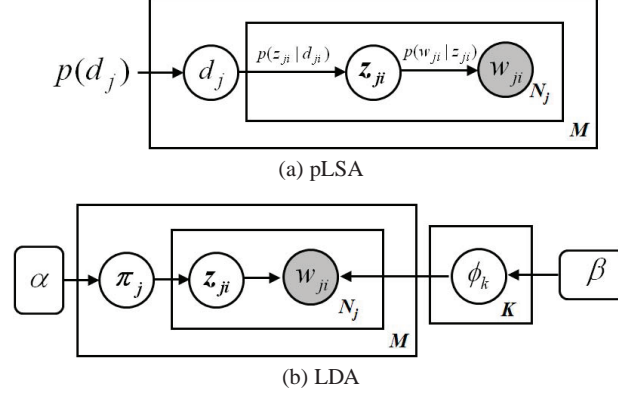 p(d_j) d_j p(z_ji | d_ji) z_ji p(w_ji | z_ji) w_ji N_j
M
(a) pLSA
α π_j z_ji w_ji N_j M ϕ_k K β
(b) LDA